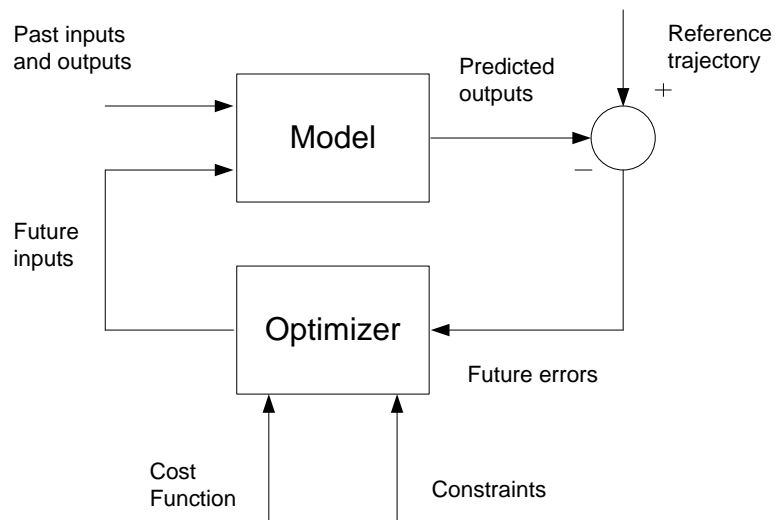 Past inputs
and outputs
Reference
trajectory
Predicted
outputs
+
Model
−
Future
inputs
Optimizer
Future errors
Cost
Function
Constraints